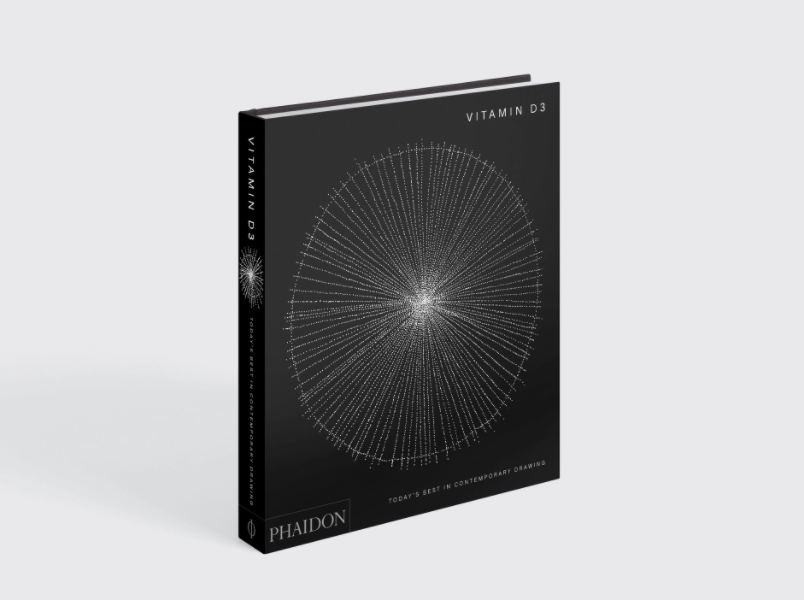 VITAMIN D3
TODAY'S BEST IN CONTEMPORARY DRAWING
PHAIDON
VITAMIN D3
TODAY'S BEST IN CONTEMPORARY DRAWING